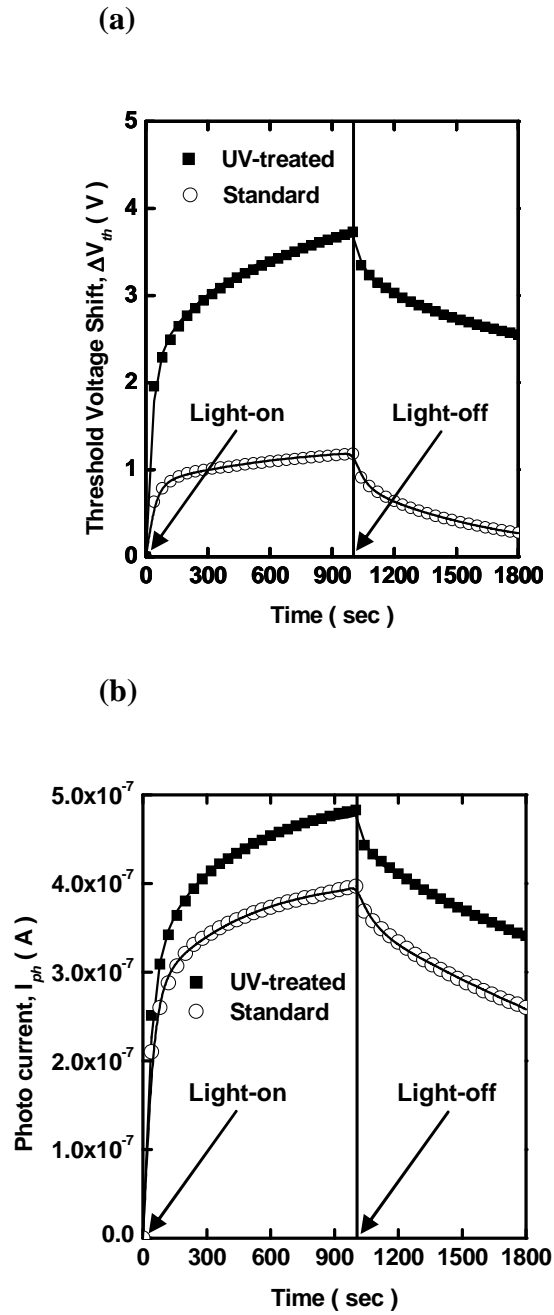 (a)
5
4
3
2
1
0
Threshold Voltage Shift, ΔV_th ( V )
UV-treated
Standard
Light-on
Light-off
0 300 600 900 1200 1500 1800
Time ( sec )
(b)
5.0x10^-7
4.0x10^-7
3.0x10^-7
2.0x10^-7
1.0x10^-7
0.0
Photo current, I_ph ( A )
UV-treated
Standard
Light-on
Light-off
0 300 600 900 1200 1500 1800
Time ( sec )